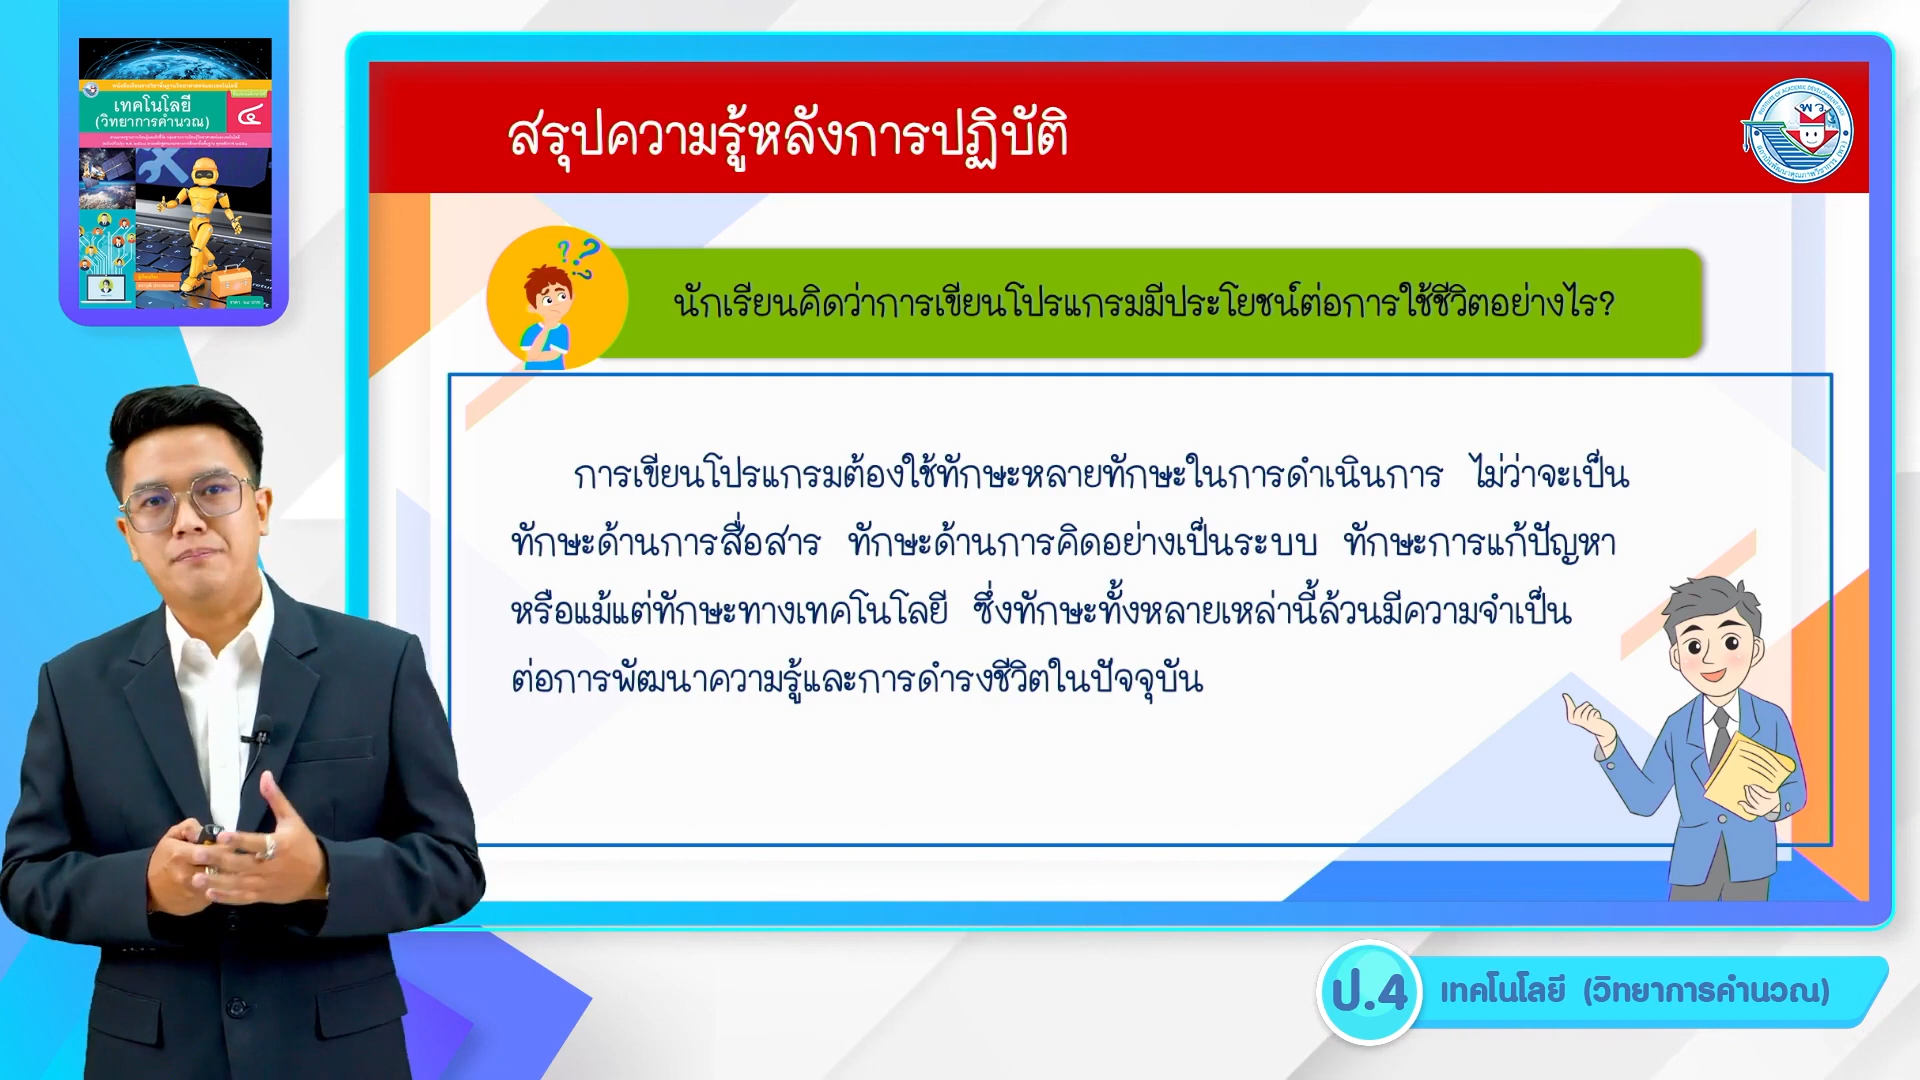 เทคโนโลยี
(วิทยาการคำนวณ)
๔
สรุปความรู้หลังการปฏิบัติ
พว
นักเรียนคิดว่าการเขียนโปรแกรมมีประโยชน์ต่อการใช้ชีวิตอย่างไร?
การเขียนโปรแกรมต้องใช้ทักษะหลายทักษะในการดำเนินการ ไม่ว่าจะเป็น
ทักษะด้านการสื่อสาร ทักษะด้านการคิดอย่างเป็นระบบ ทักษะการแก้ปัญหา
หรือแม้แต่ทักษะทางเทคโนโลยี ซึ่งทักษะทั้งหลายเหล่านี้ล้วนมีความจำเป็น
ต่อการพัฒนาความรู้และการดำรงชีวิตในปัจจุบัน
ป.4
เทคโนโลยี (วิทยาการคำนวณ)